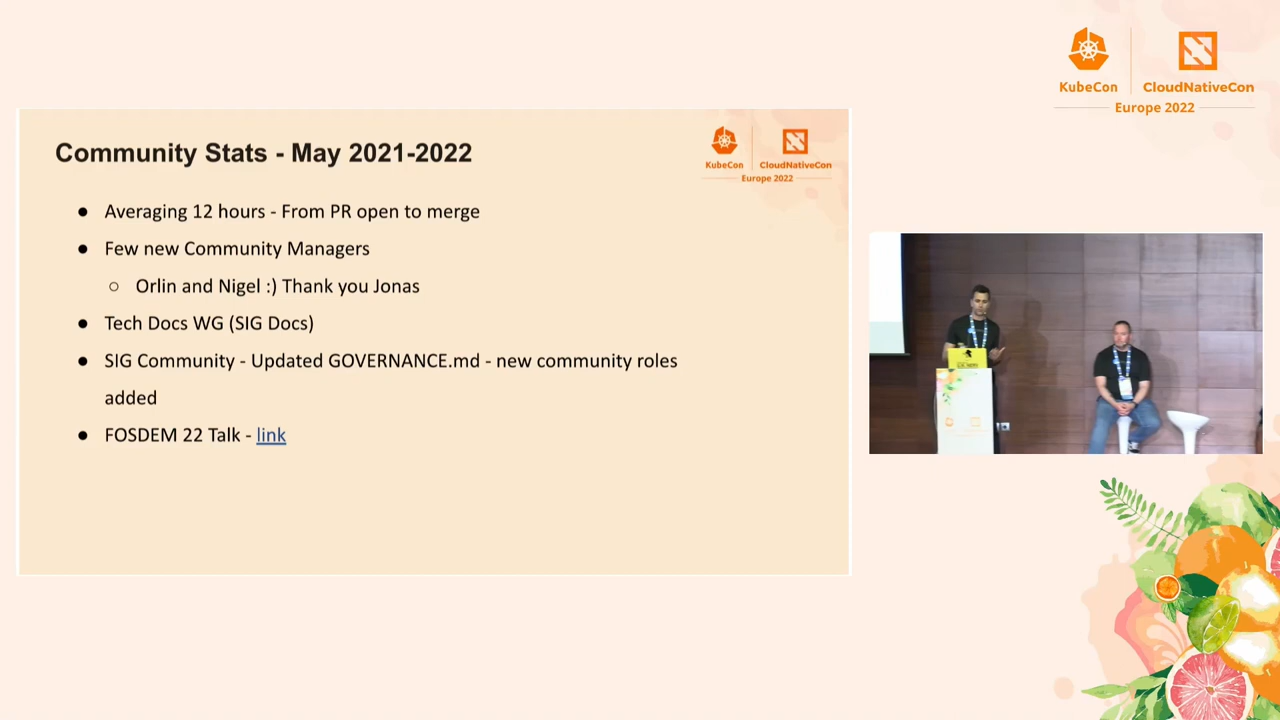 KubeCon
CloudNativeCon
Europe 2022
Community Stats - May 2021-2022
KubeCon
CloudNativeCon
Europe 2022
Averaging 12 hours - From PR open to merge
Few new Community Managers
Orlin and Nigel :) Thank you Jonas
Tech Docs WG (SIG Docs)
SIG Community - Updated GOVERNANCE.md - new community roles
added
FOSDEM 22 Talk - link